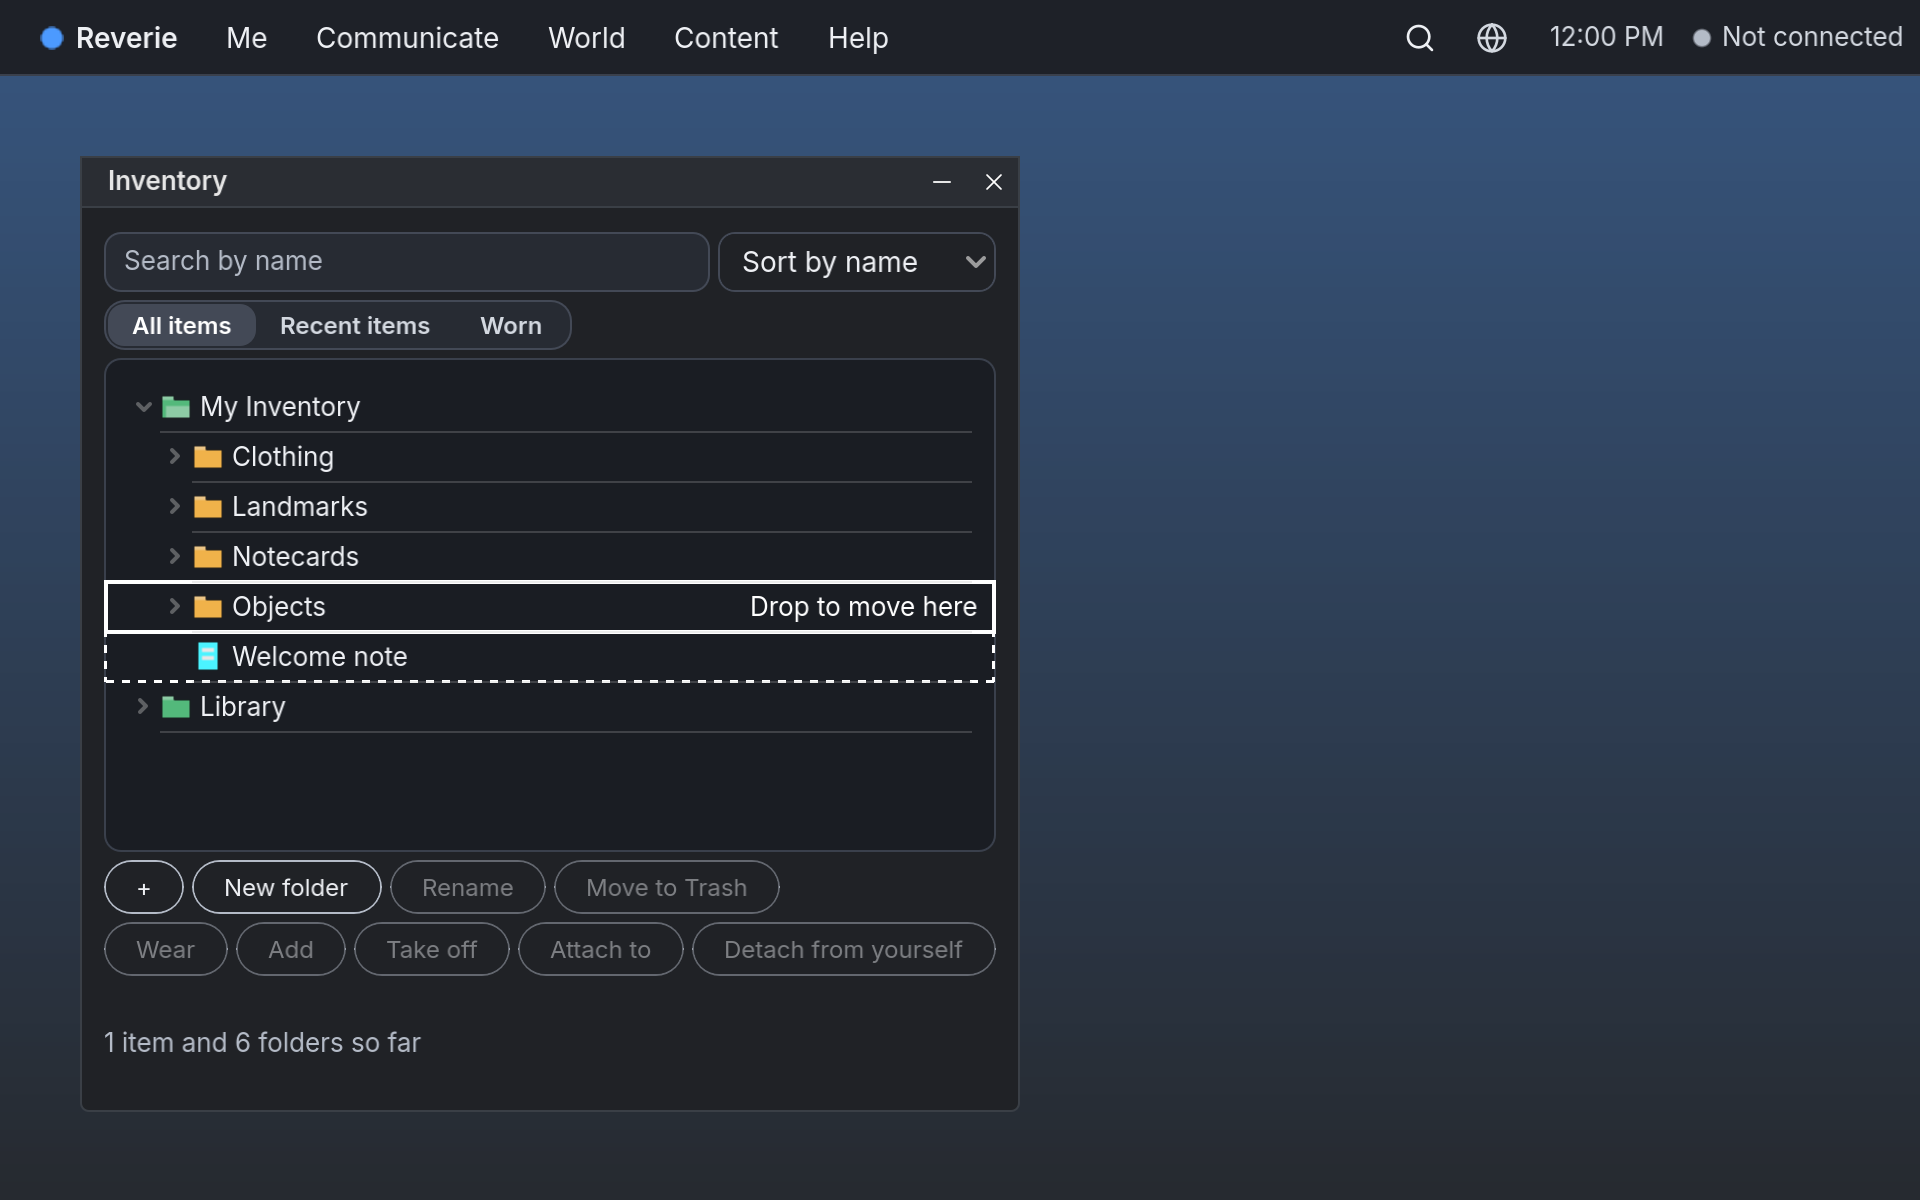 Reverie Me Communicate World Content Help 12:00 PM Not connected
Inventory
Search by name Sort by name
All items Recent items Worn
My Inventory
Clothing
Landmarks
Notecards
Objects Drop to move here
Welcome note
Library
+ New folder Rename Move to Trash
Wear Add Take off Attach to Detach from yourself
1 item and 6 folders so far